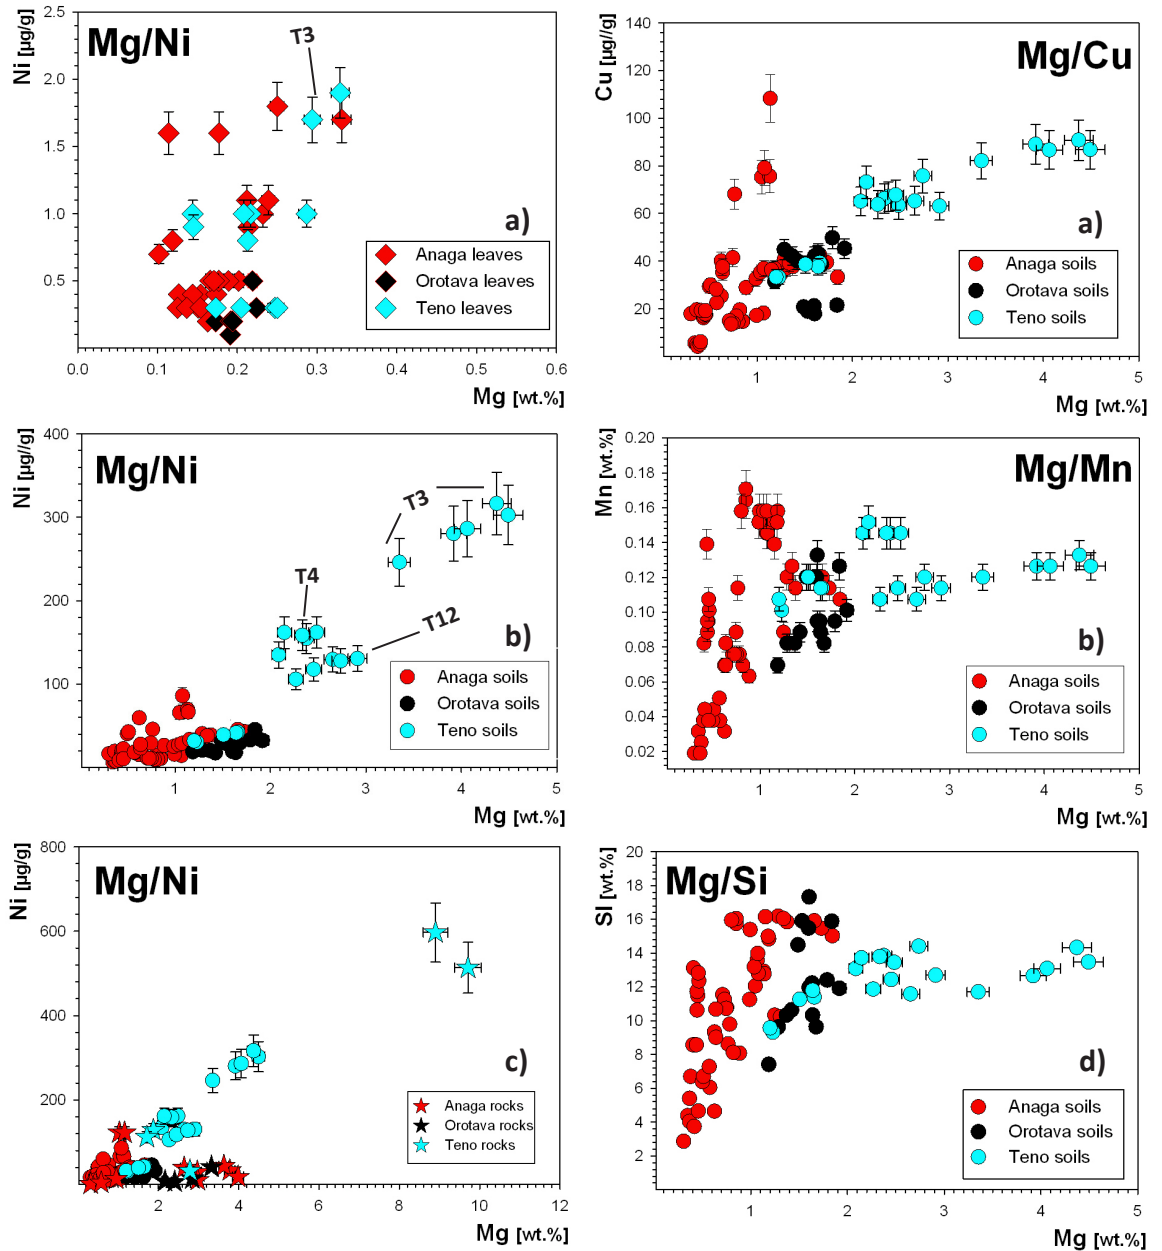 Mg/Ni
Ni [µg/g]
2.5
2.0
1.5
1.0
0.5
T3
a)
Anaga leaves
Orotava leaves
Teno leaves
0.0 0.1 0.2 0.3 0.4 0.5 0.6
Mg [wt.%]
Mg/Cu
Cu [µg//g]
140
120
100
80
60
40
20
a)
Anaga soils
Orotava soils
Teno soils
1 2 3 4 5
Mg [wt.%]
Mg/Ni
Ni [µg//g]
400
300
200
100
T3
T4
T12
b)
Anaga soils
Orotava soils
Teno soils
1 2 3 4 5
Mg [wt.%]
Mg/Mn
Mn [wt.%]
0.20
0.18
0.16
0.14
0.12
0.10
0.08
0.06
0.04
0.02
b)
Anaga soils
Orotava soils
Teno soils
1 2 3 4 5
Mg [wt.%]
Mg/Ni
Ni [µg/g]
800
600
400
200
c)
Anaga rocks
Orotava rocks
Teno rocks
2 4 6 8 10 12
Mg [wt.%]
Mg/Si
SI [wt.%]
20
18
16
14
12
10
8
6
4
2
d)
Anaga soils
Orotava soils
Teno soils
1 2 3 4 5
Mg [wt.%]